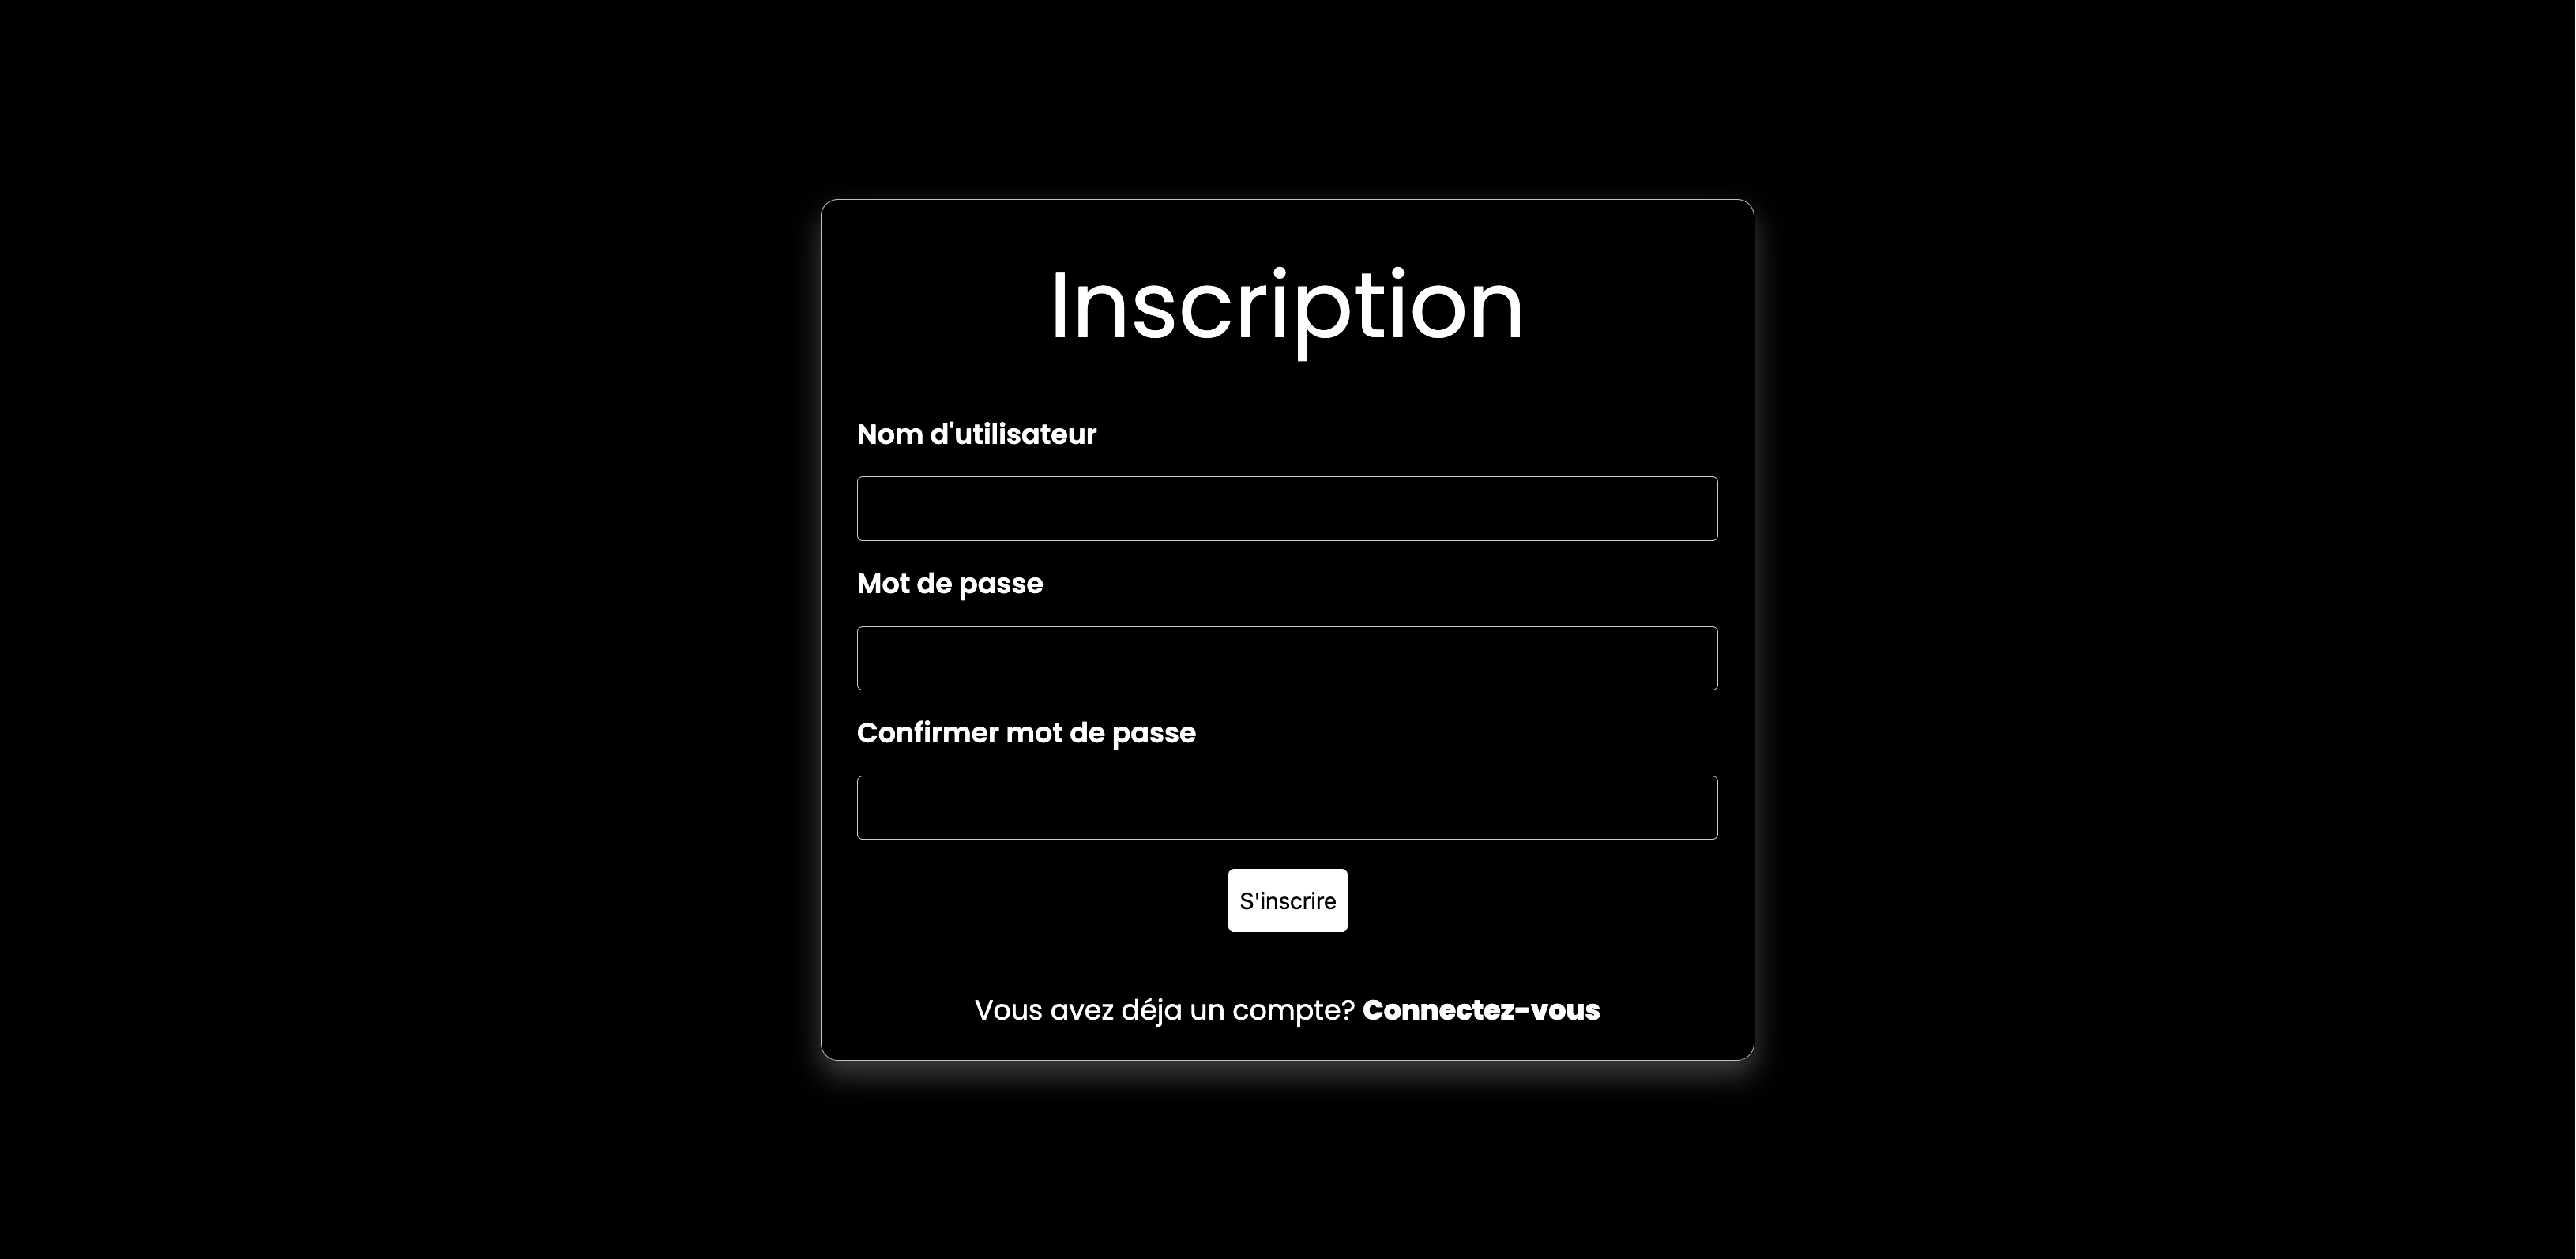 Inscription
Nom d'utilisateur
Mot de passe
Confirmer mot de passe
S'inscrire
Vous avez déja un compte? Connectez-vous